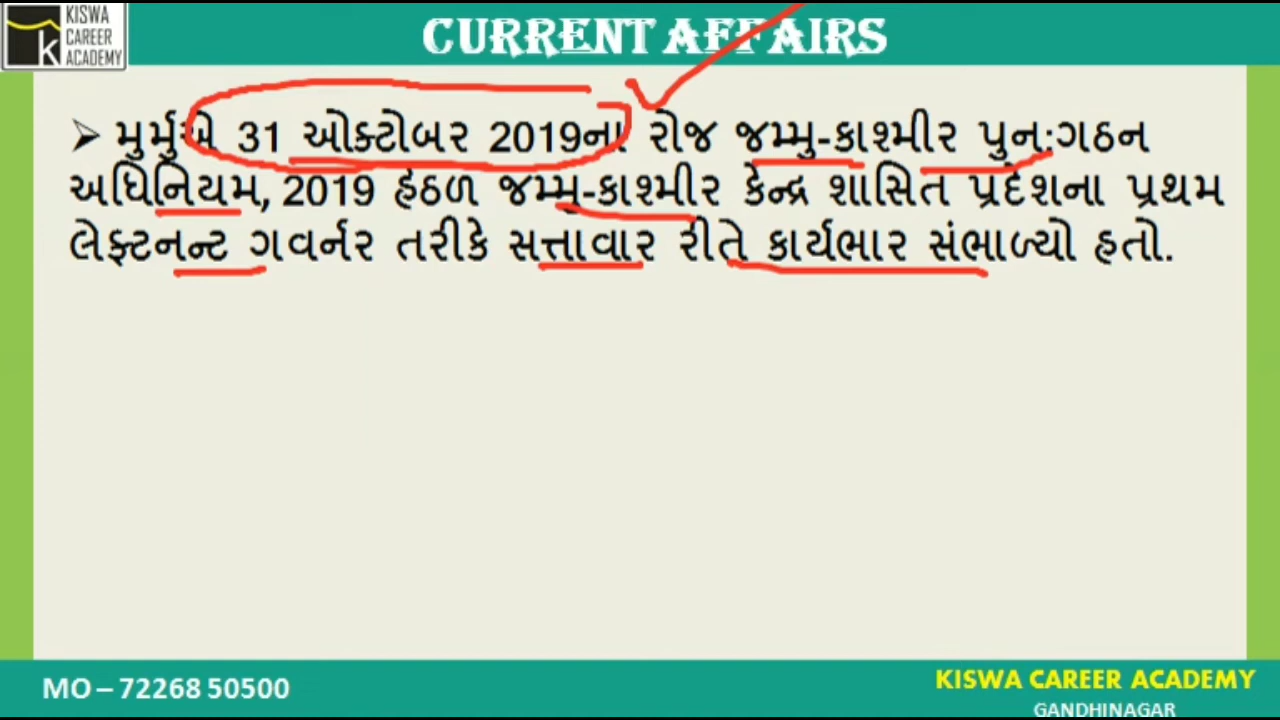 KISWA
CAREER
ACADEMY
CURRENT AFFAIRS
➤ મુર્મુએ 31 ઓક્ટોબર 2019ના રોજ જમ્મુ-કાશ્મીર પુન:ગઠન
અધિનિયમ, 2019 હેઠળ જમ્મુ-કાશ્મીર કેન્દ્ર શાસિત પ્રદેશના પ્રથમ
લેફ્ટનન્ટ ગવર્નર તરીકે સત્તાવાર રીતે કાર્યભાર સંભાળ્યો હતો.
MO – 72268 50500
KISWA CAREER ACADEMY
GANDHINAGAR